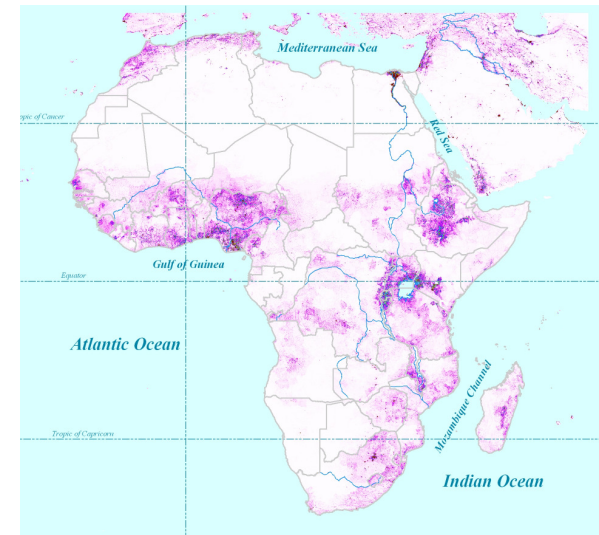 Mediterranean Sea
opic of Cancer
Red Sea
Gulf of Guinea
Equator
Atlantic Ocean
Mozambique Channel
Tropic of Capricorn
Indian Ocean